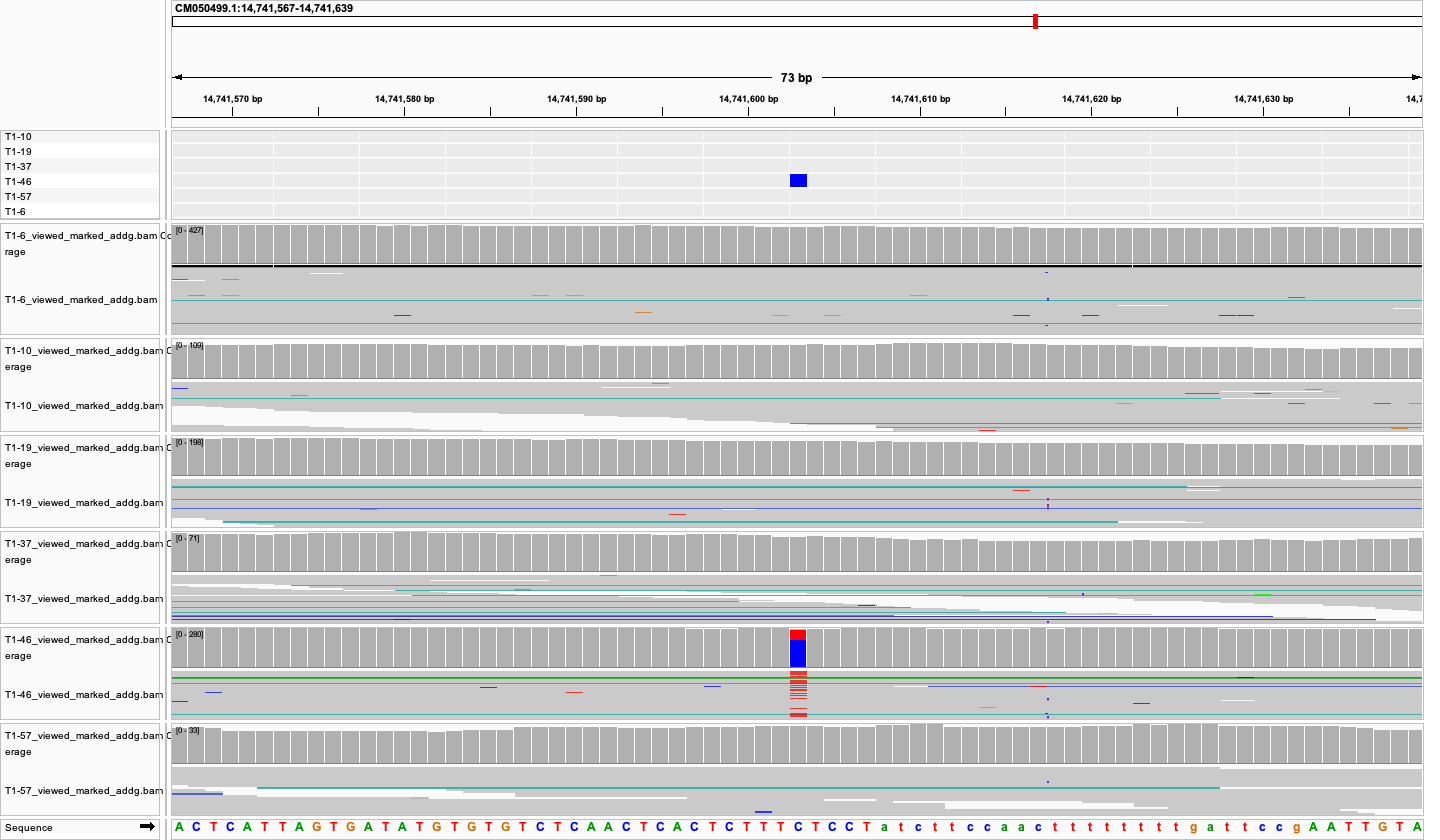 CM050499.1:14,741,567-14,741,639
73 bp
14,741,570 bp 14,741,580 bp 14,741,590 bp 14,741,600 bp 14,741,610 bp 14,741,620 bp 14,741,630 bp 14,7
T1-10
T1-19
T1-37
T1-46
T1-57
T1-6
T1-6_viewed_marked_addg.bam Co
rage
[0 - 427]
T1-6_viewed_marked_addg.bam
T1-10_viewed_marked_addg.bam C
erage
[0 - 109]
T1-10_viewed_marked_addg.bam
T1-19_viewed_marked_addg.bam C
erage
[0 - 198]
T1-19_viewed_marked_addg.bam
T1-37_viewed_marked_addg.bam C
erage
[0 - 71]
T1-37_viewed_marked_addg.bam
T1-46_viewed_marked_addg.bam C
erage
[0 - 280]
T1-46_viewed_marked_addg.bam
T1-57_viewed_marked_addg.bam C
erage
[0 - 33]
T1-57_viewed_marked_addg.bam
Sequence A C T C A T T A G T G A T A T G T G T G T C T C A A C T C A C T C T T T C T C C T a t c t t c c a a c t t t t t t t t g a t t c c g A A T T G T A